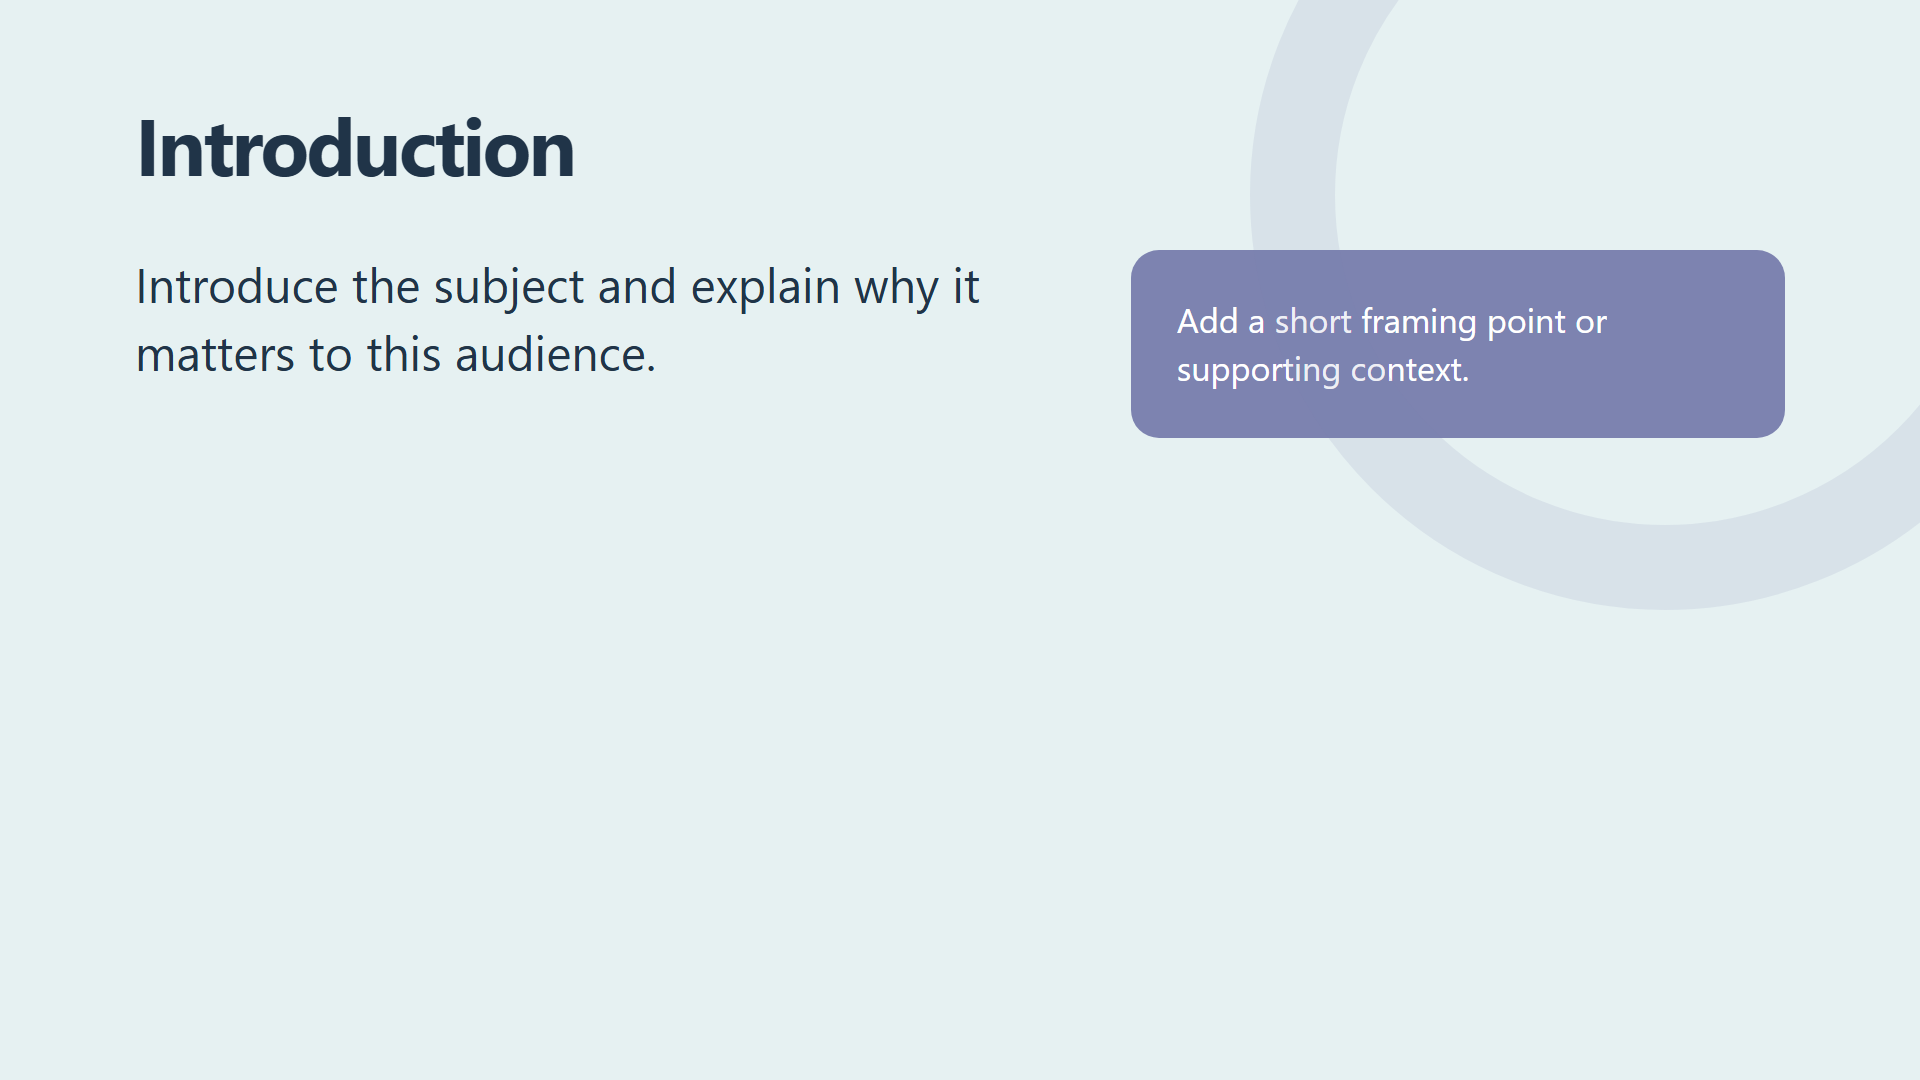 Introduction
Introduce the subject and explain why it
matters to this audience.
Add a short framing point or
supporting context.